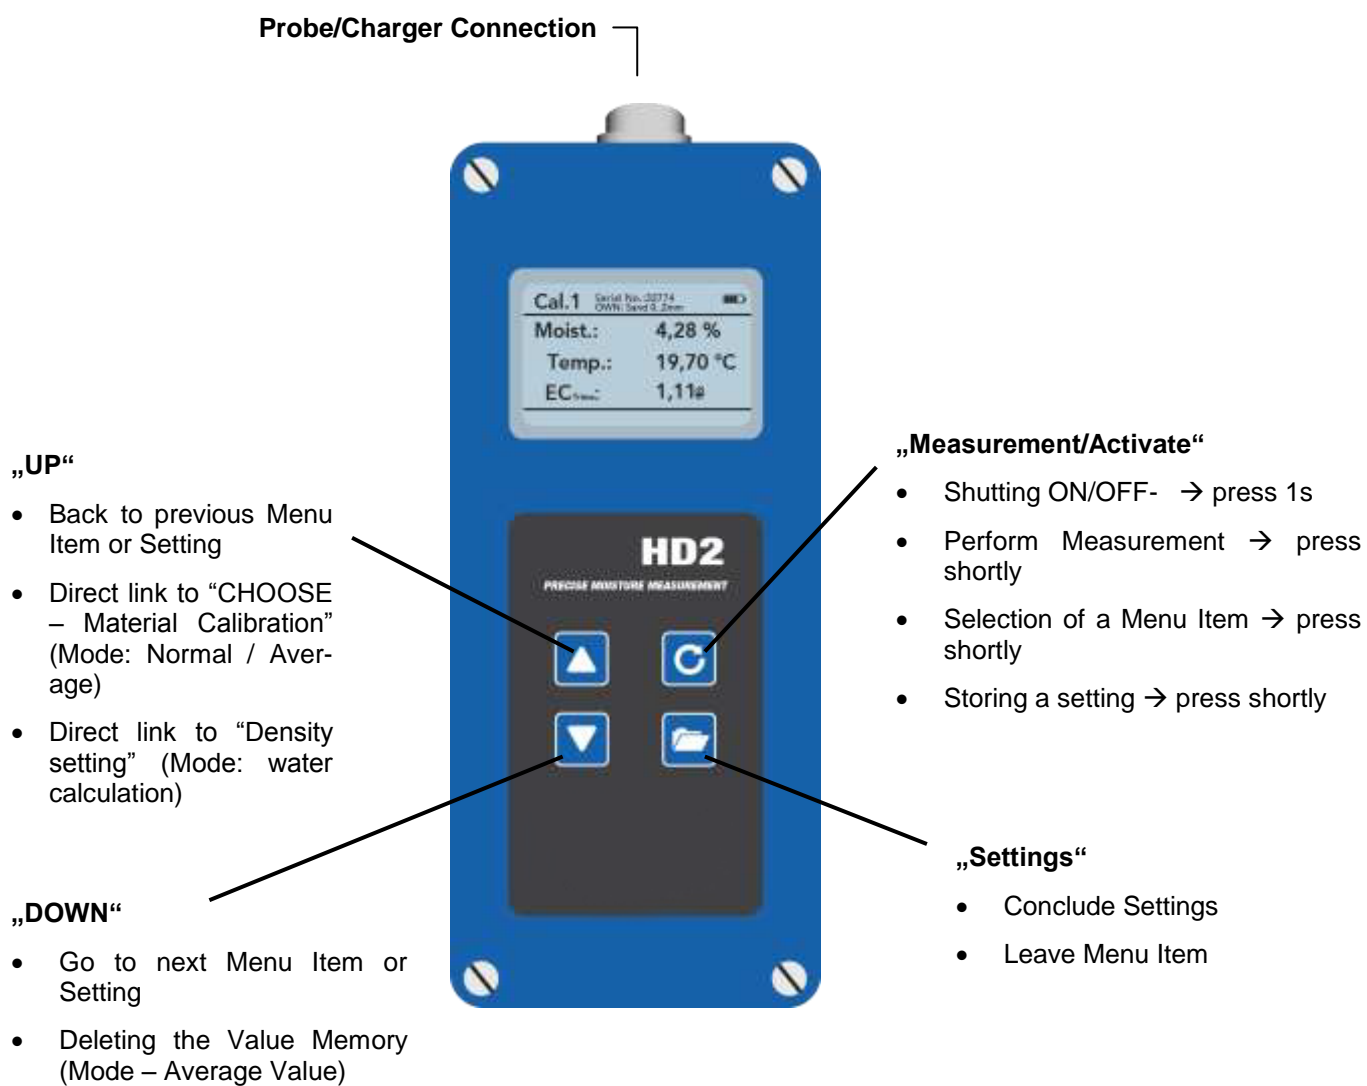 Probe/Charger Connection
Cal.1
Serial No.:32774
Moist.: 4,28 %
Temp.: 19,70 °C
EC 1,11
„UP“
• Back to previous Menu
Item or Setting
• Direct link to “CHOOSE
– Material Calibration”
(Mode: Normal / Aver-
age)
• Direct link to “Density
setting” (Mode: water
calculation)
„DOWN“
• Go to next Menu Item or
Setting
• Deleting the Value Memory
(Mode – Average Value)
HD2
PRECISE MOISTURE MEASUREMENT
„Measurement/Activate“
• Shutting ON/OFF- → press 1s
• Perform Measurement → press
shortly
• Selection of a Menu Item → press
shortly
• Storing a setting → press shortly
„Settings“
• Conclude Settings
• Leave Menu Item